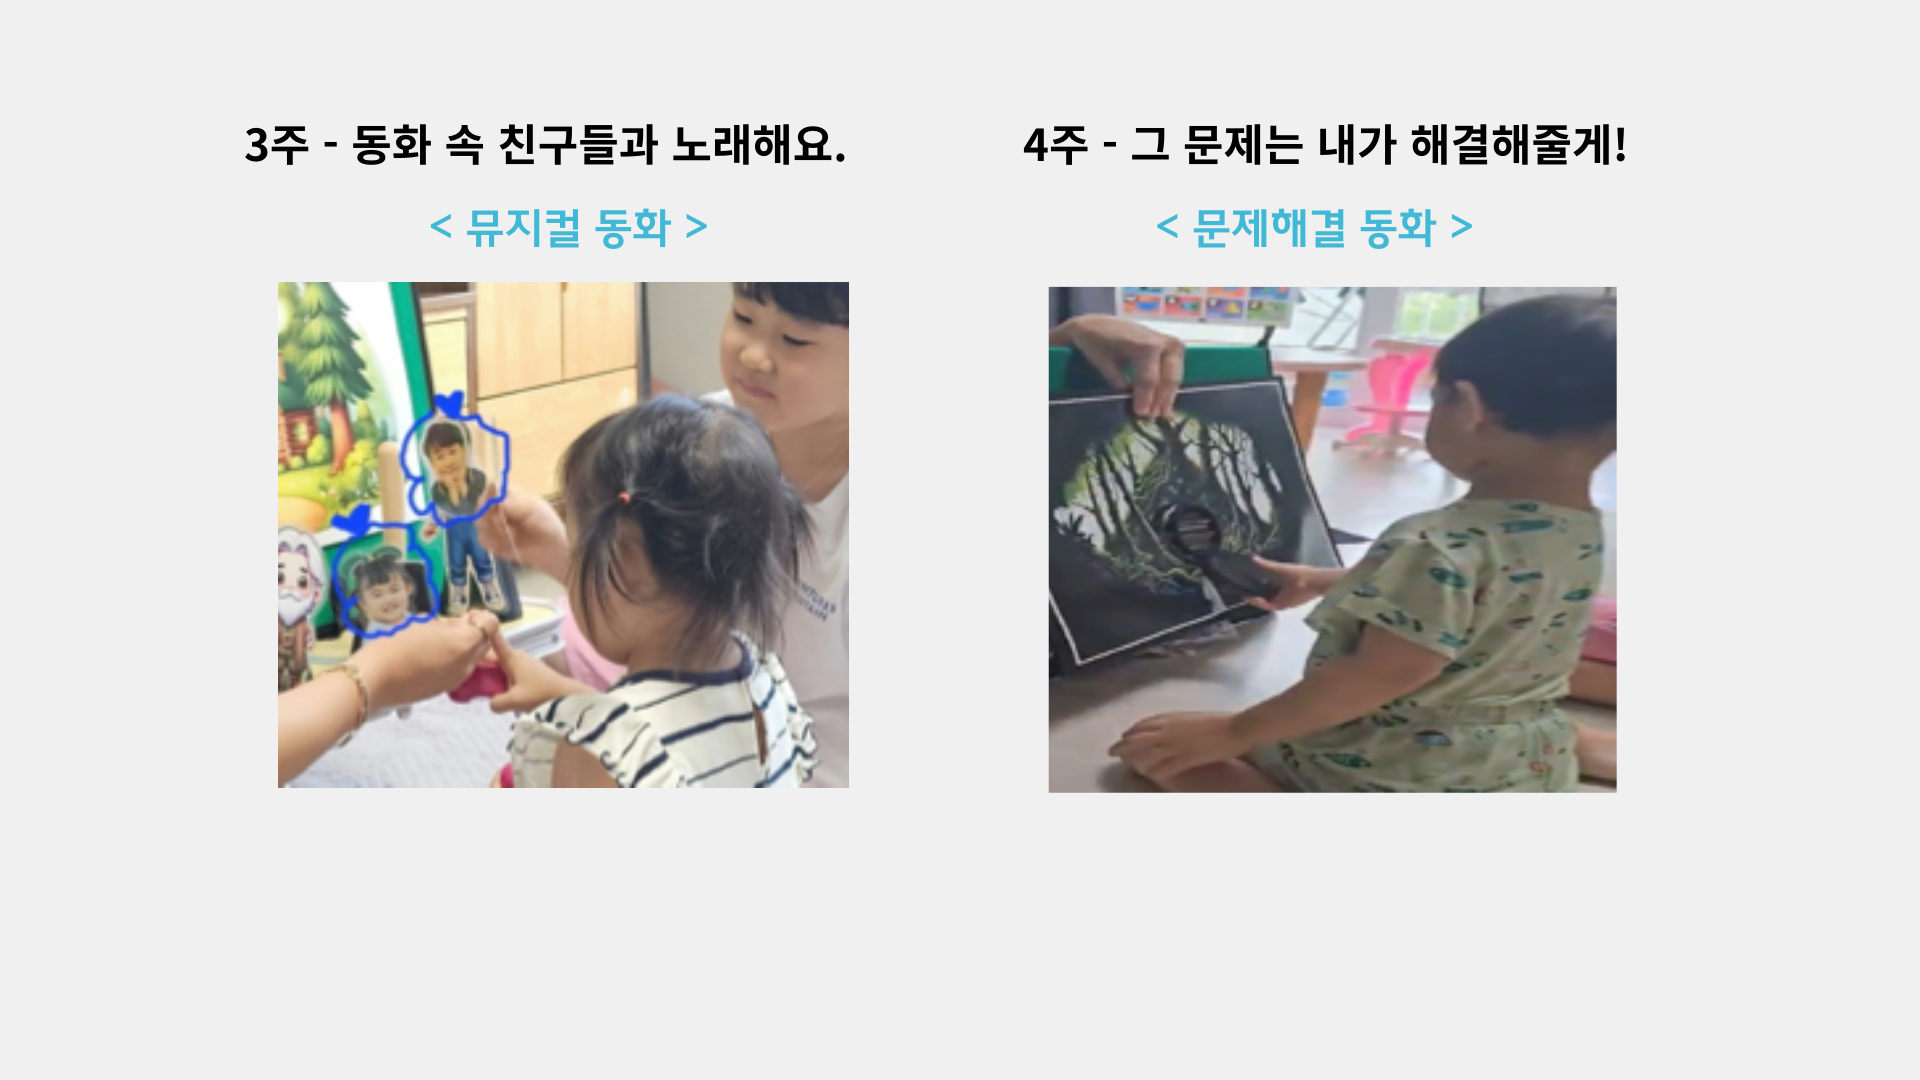 3주 - 동화 속 친구들과 노래해요.
< 뮤지컬 동화 >
4주 - 그 문제는 내가 해결해줄게!
< 문제해결 동화 >